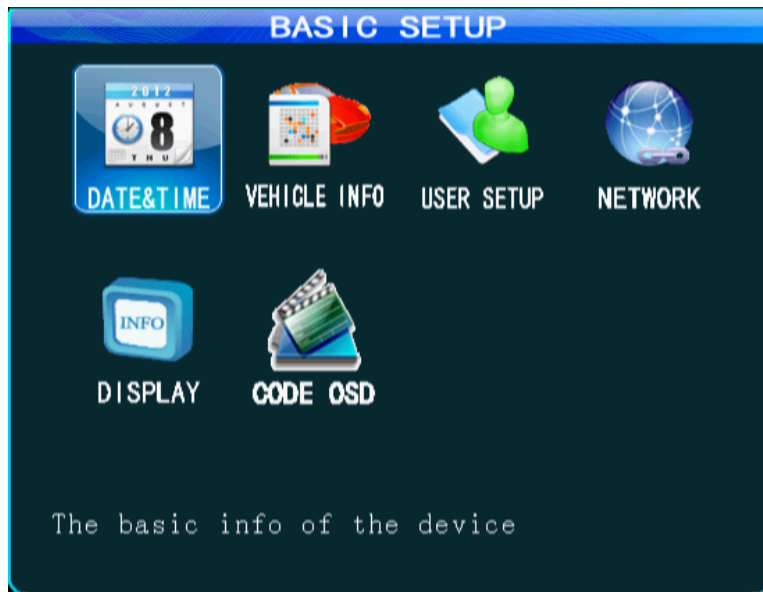 BASIC SETUP
2012
AUGUST
8
THU
DATE&TIME
VEHICLE INFO
USER SETUP
NETWORK
INFO
DISPLAY
CODE OSD
The basic info of the device